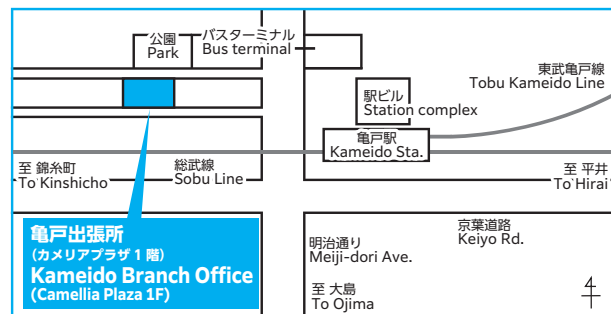 公園
Park
バスターミナル
Bus terminal
東武亀戸線
Tobu Kameido Line
駅ビル
Station complex
亀戸駅
Kameido Sta.
至 錦糸町
To Kinshicho
総武線
Sobu Line
至 平井
To Hirai
亀戸出張所
(カメリアプラザ 1 階)
Kameido Branch Office
(Camellia Plaza 1F)
明治通り
Meiji-dori Ave.
京葉道路
Keiyo Rd.
至 大島
To Ojima
4